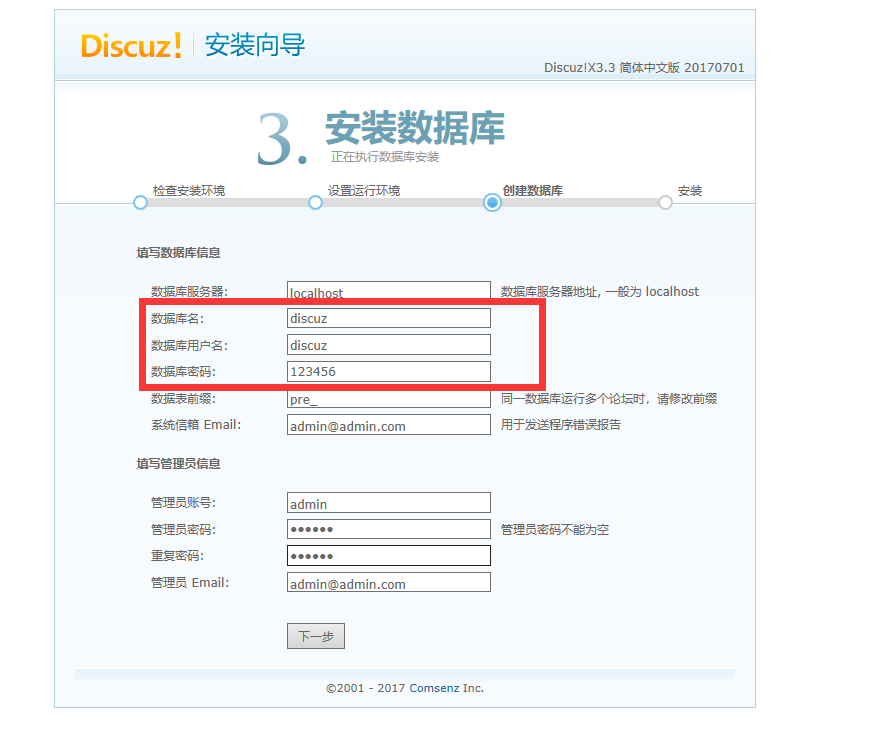 Discuz! 安装向导
Discuz!X3.3 简体中文版 20170701
3. 安装数据库
正在执行数据库安装
检查安装环境 设置运行环境 创建数据库 安装
填写数据库信息
数据库服务器: localhost 数据库服务器地址, 一般为 localhost
数据库名: discuz
数据库用户名: discuz
数据库密码: 123456
数据表前缀: pre_ 同一数据库运行多个论坛时，请修改前缀
系统信箱 Email: admin@admin.com 用于发送程序错误报告
填写管理员信息
管理员账号: admin
管理员密码: ●●●●●● 管理员密码不能为空
重复密码: ●●●●●●
管理员 Email: admin@admin.com
下一步
©2001 - 2017 Comsenz Inc.